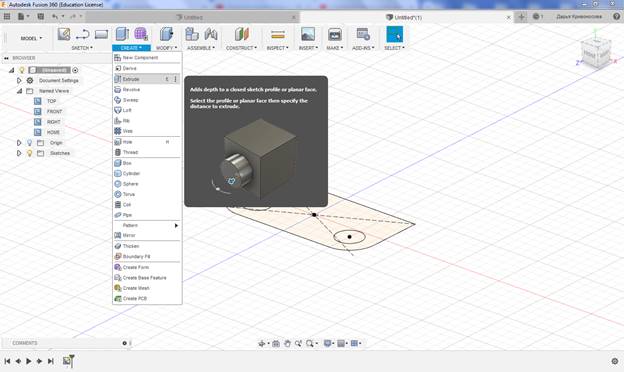 Autodesk Fusion 360 (Education License)
Untitled
Untitled*(1)
1
Дарья Кривоносова
MODEL
SKETCH
CREATE
MODIFY
ASSEMBLE
CONSTRUCT
INSPECT
INSERT
MAKE
ADD-INS
SELECT
BROWSER
(Unsaved)
Document Settings
Named Views
TOP
FRONT
RIGHT
HOME
Origin
Sketches
New Component
Derive
Extrude E
Revolve
Sweep
Loft
Rib
Web
Hole H
Thread
Box
Cylinder
Sphere
Torus
Coil
Pipe
Pattern
Mirror
Thicken
Boundary Fill
Create Form
Create Base Feature
Create Mesh
Create PCB
Adds depth to a closed sketch profile or planar face.
Select the profile or planar face then specify the
distance to extrude.
Z
COMMENTS